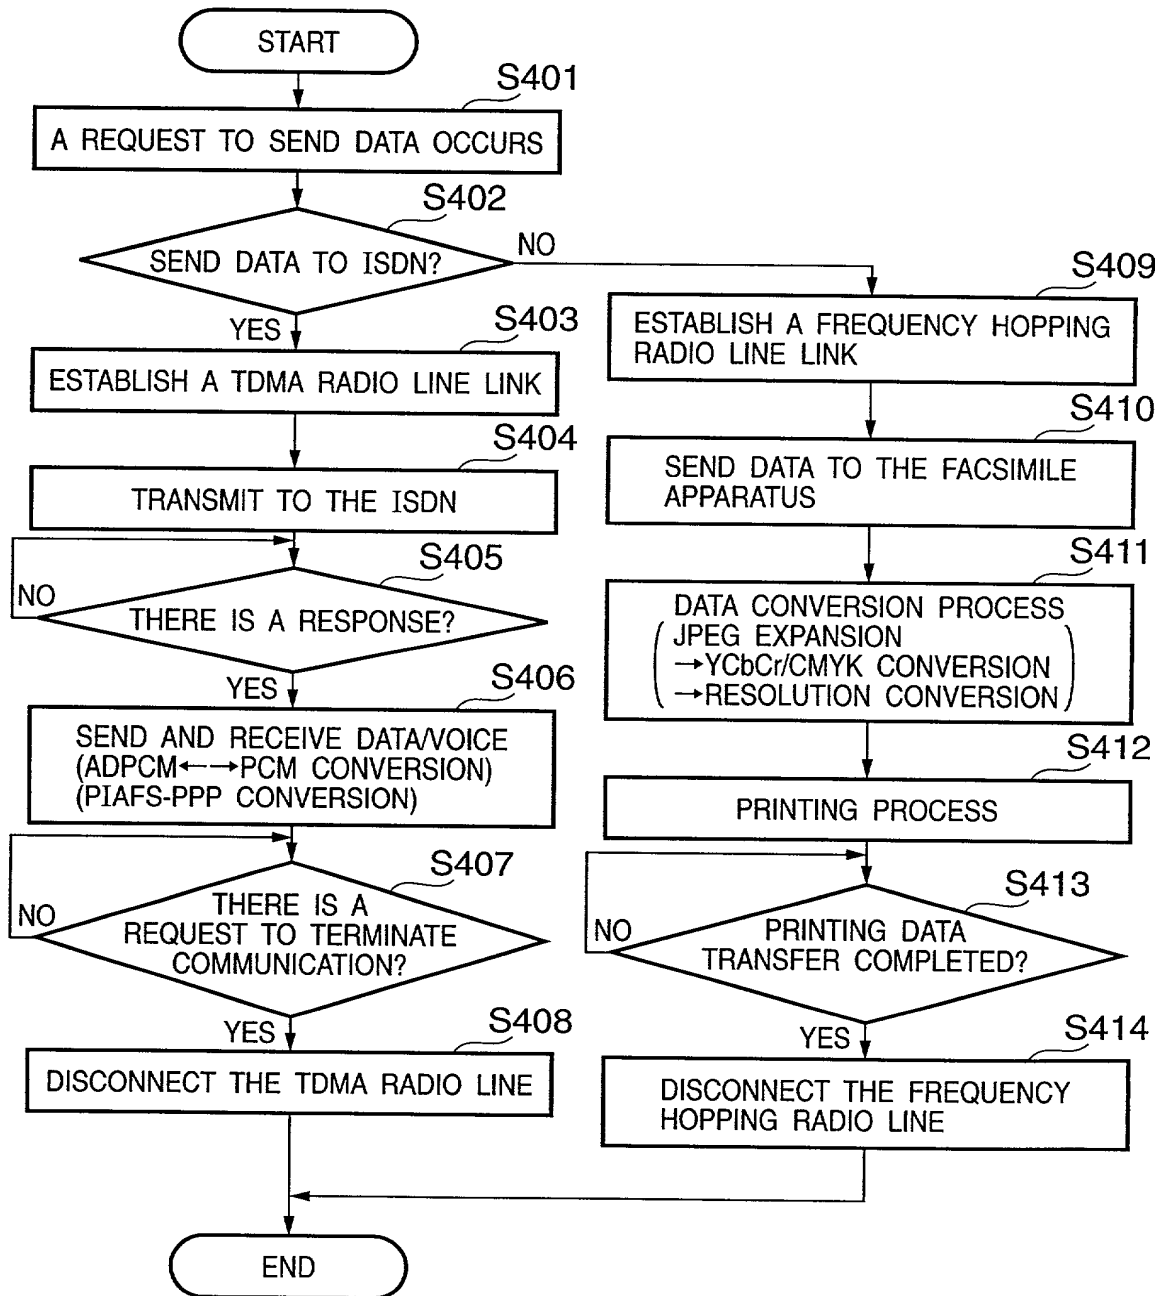 START
S401
A REQUEST TO SEND DATA OCCURS
S402
SEND DATA TO ISDN?
NO
YES
S403
ESTABLISH A TDMA RADIO LINE LINK
S404
TRANSMIT TO THE ISDN
S405
NO
THERE IS A RESPONSE?
YES
S406
SEND AND RECEIVE DATA/VOICE
(ADPCM←→PCM CONVERSION)
(PIAFS-PPP CONVERSION)
S407
NO
THERE IS A
REQUEST TO TERMINATE
COMMUNICATION?
YES
S408
DISCONNECT THE TDMA RADIO LINE
S409
ESTABLISH A FREQUENCY HOPPING
RADIO LINE LINK
S410
SEND DATA TO THE FACSIMILE
APPARATUS
S411
DATA CONVERSION PROCESS
(JPEG EXPANSION
→YCbCr/CMYK CONVERSION
→RESOLUTION CONVERSION)
S412
PRINTING PROCESS
S413
NO
PRINTING DATA
TRANSFER COMPLETED?
YES
S414
DISCONNECT THE FREQUENCY
HOPPING RADIO LINE
END